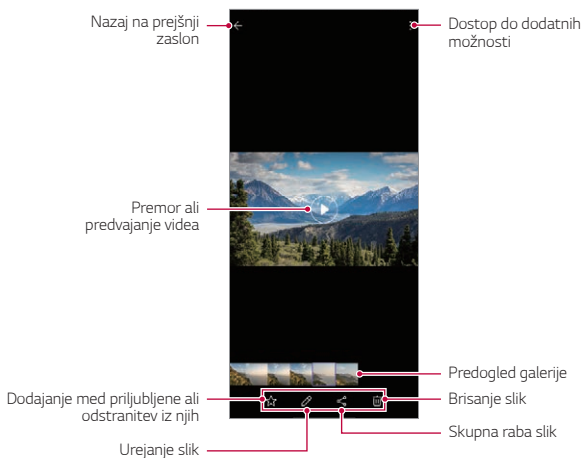 Nazaj na prejšnji
zaslon
Dostop do dodatnih
možnosti
Premor ali
predvajanje videa
Predogled galerije
Dodajanje med priljubljene ali
odstranitev iz njih
Brisanje slik
Skupna raba slik
Urejanje slik